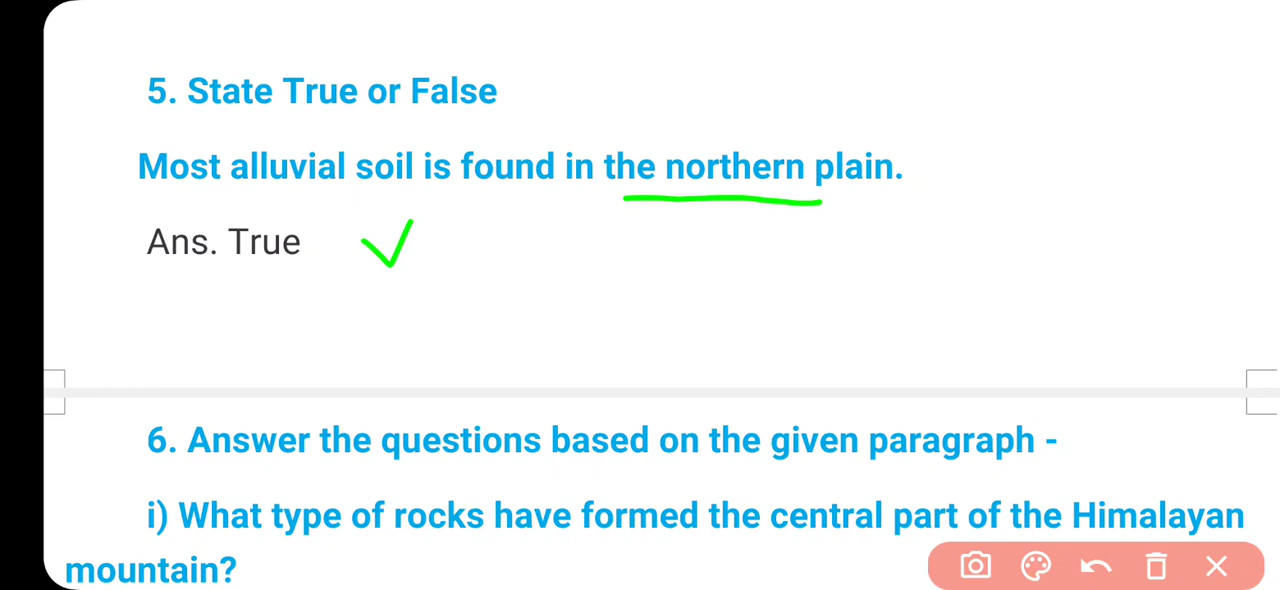 5. State True or False
Most alluvial soil is found in the northern plain.
Ans. True
6. Answer the questions based on the given paragraph -
i) What type of rocks have formed the central part of the Himalayan
mountain?